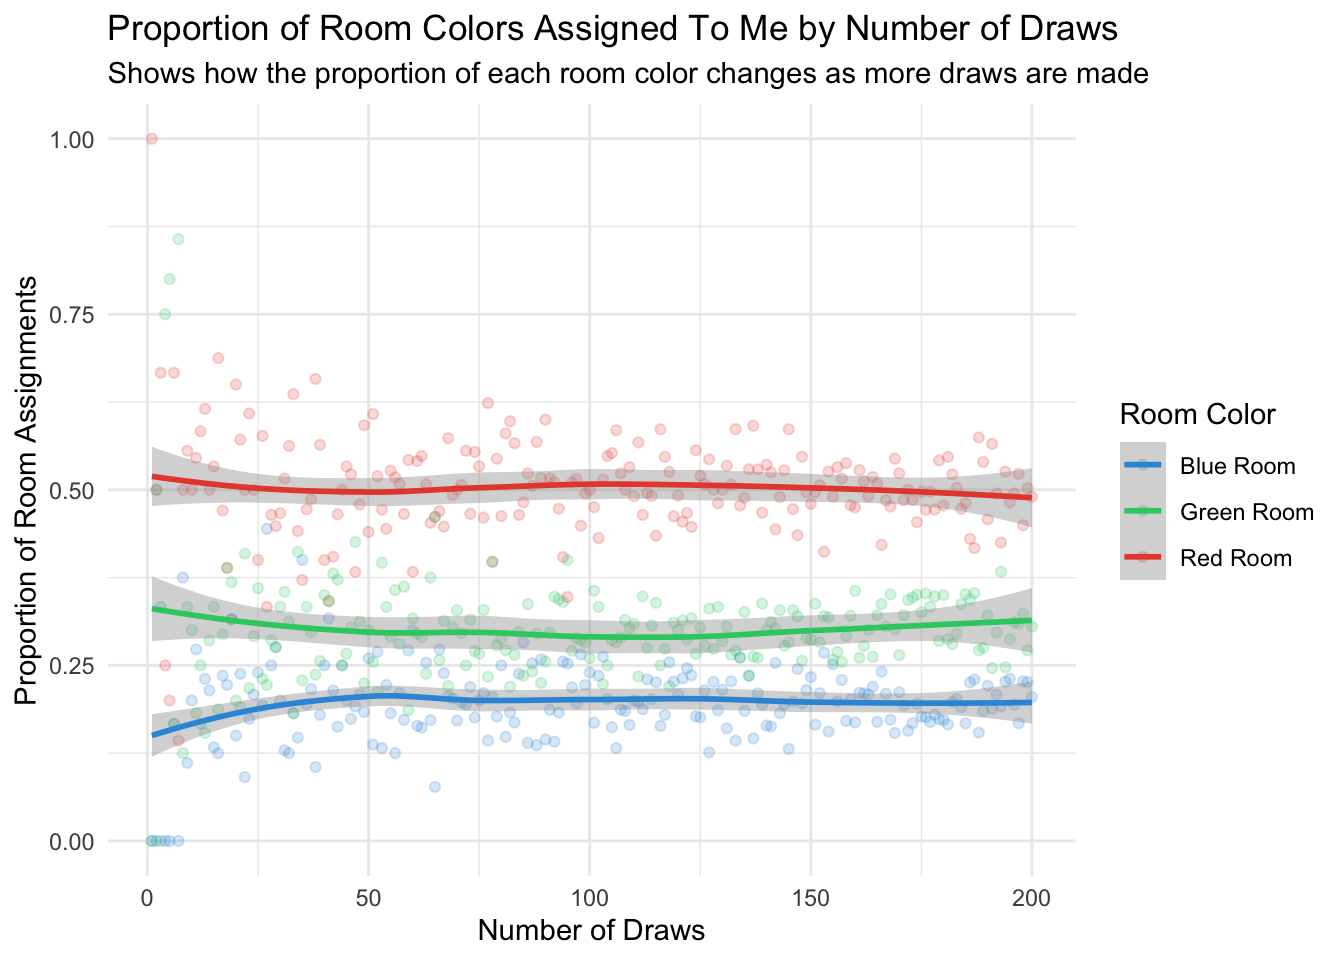 Proportion of Room Colors Assigned To Me by Number of Draws
Shows how the proportion of each room color changes as more draws are made
Proportion of Room Assignments
1.00
0.75
0.50
0.25
0.00
0
50
100
150
200
Number of Draws
Room Color
Blue Room
Green Room
Red Room